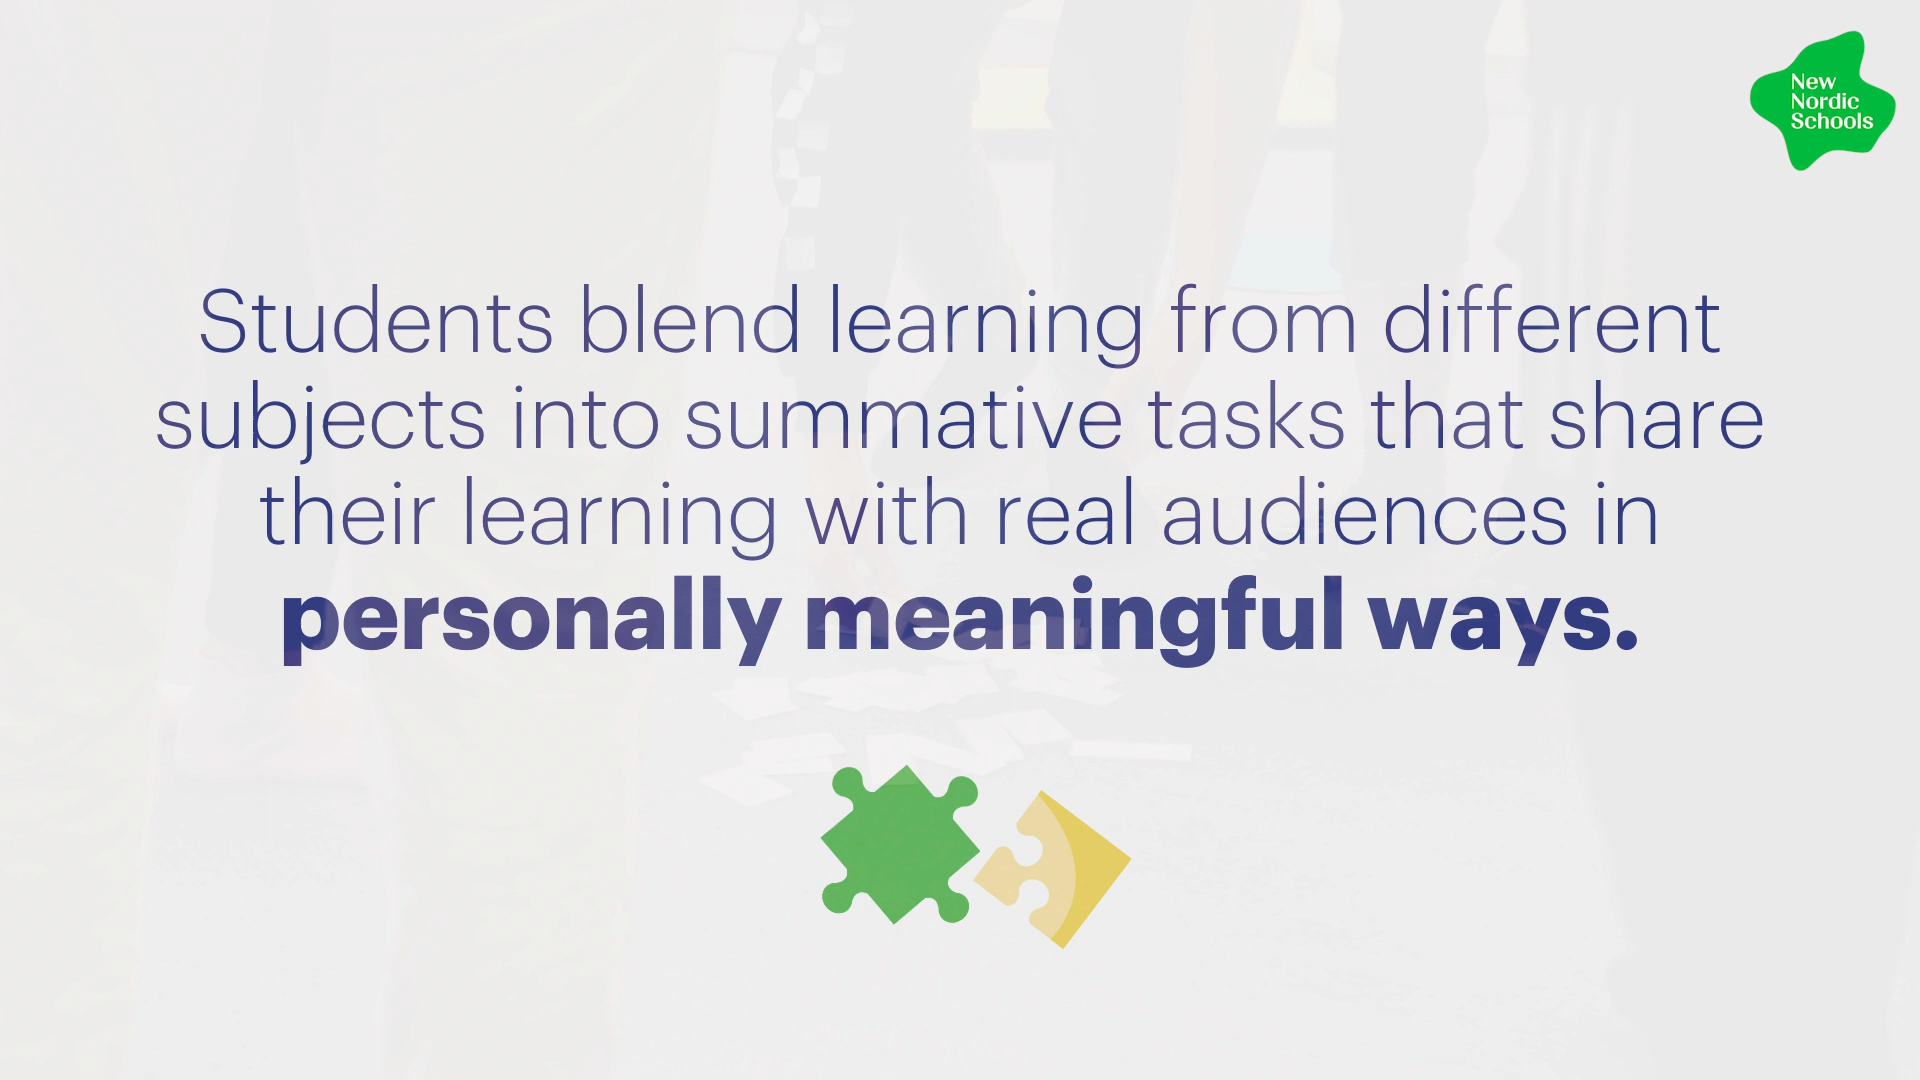 New
Nordic
Schools
Students blend learning from different
subjects into summative tasks that share
their learning with real audiences in
personally meaningful ways.